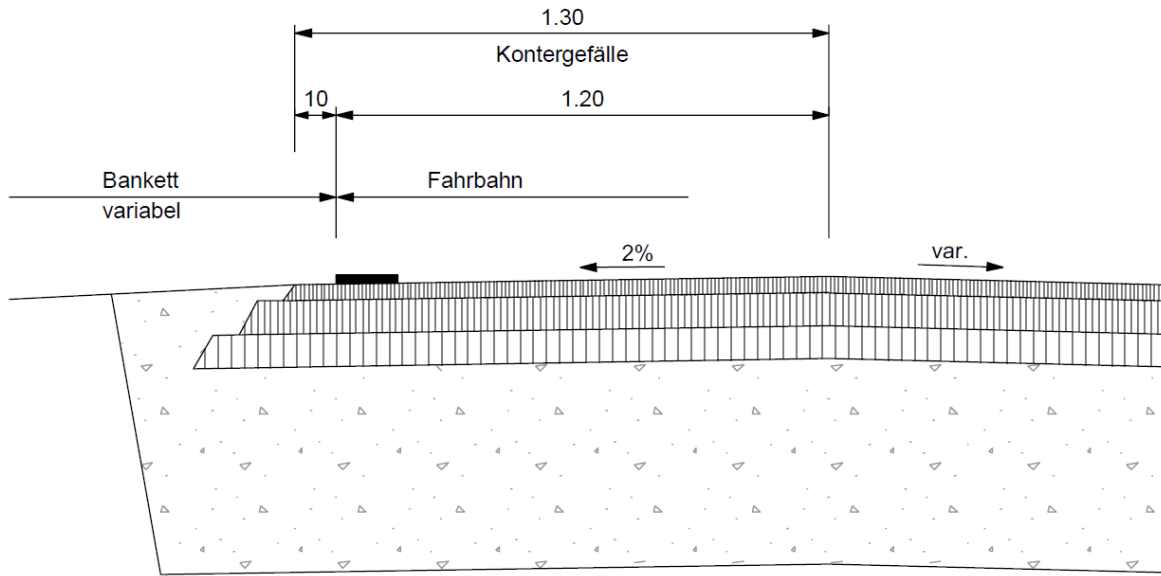 1.30
Kontergefälle
10
1.20
Bankett
Fahrbahn
variabel
2%
var.